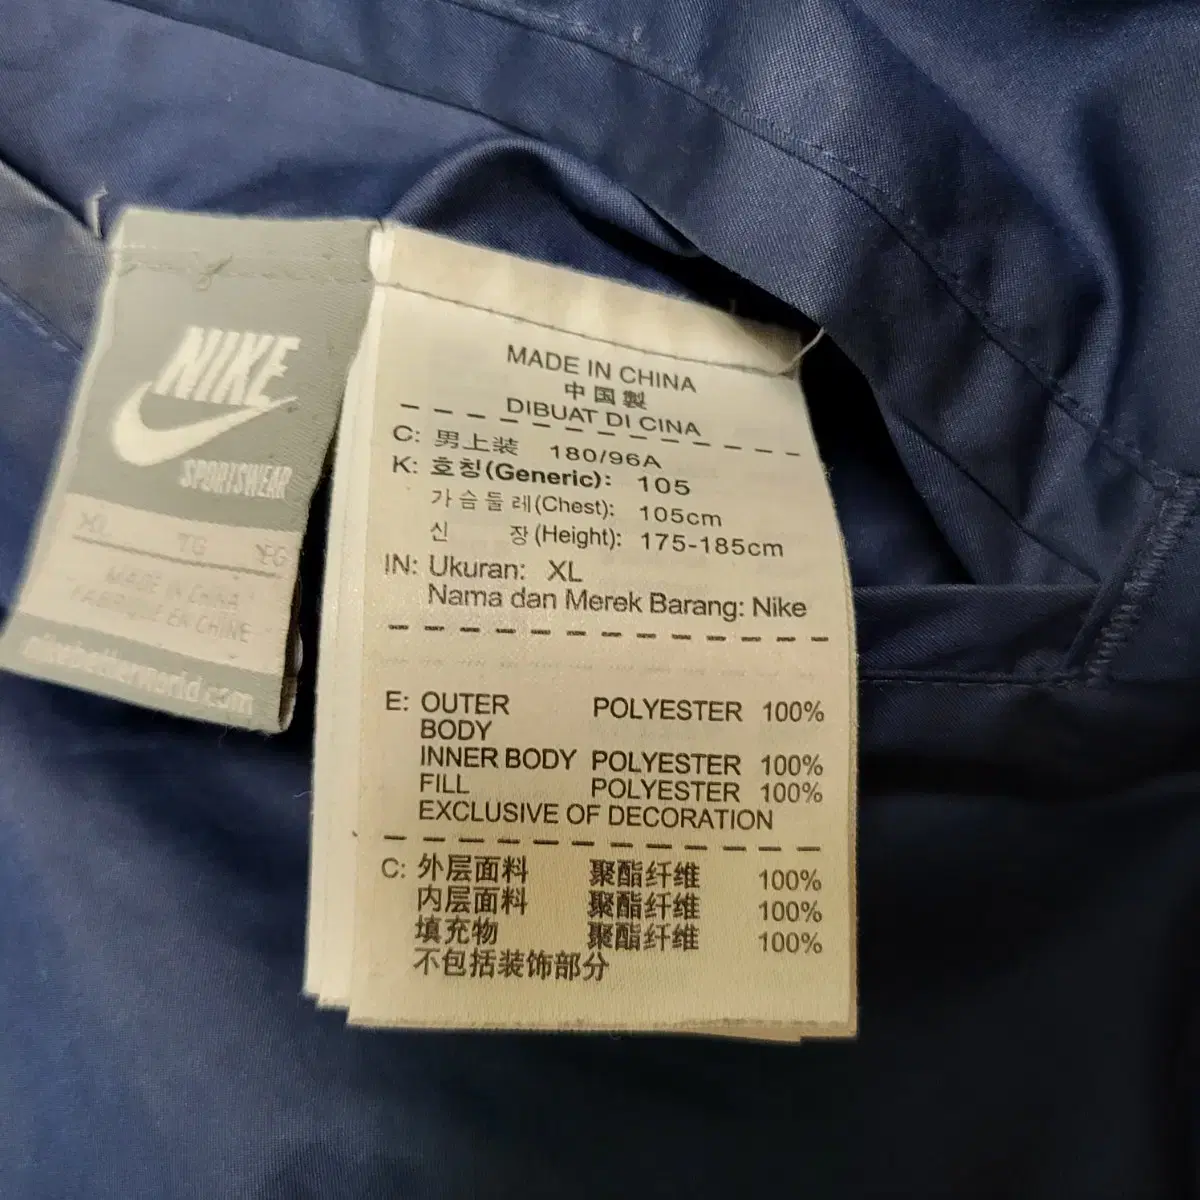 NIKE
SPORTSWEAR
XL TG EG
MADE IN CHINA
FABRIQUE EN CHINE
nikebetterworld.com
MADE IN CHINA
中国製
DIBUAT DI CINA
C: 男上装 180/96A
K: 호칭(Generic): 105
가슴둘레(Chest): 105cm
신 장(Height): 175-185cm
IN: Ukuran: XL
Nama dan Merek Barang: Nike
E: OUTER POLYESTER 100%
BODY
INNER BODY POLYESTER 100%
FILL POLYESTER 100%
EXCLUSIVE OF DECORATION
C: 外层面料 聚酯纤维 100%
内层面料 聚酯纤维 100%
填充物 聚酯纤维 100%
不包括装饰部分